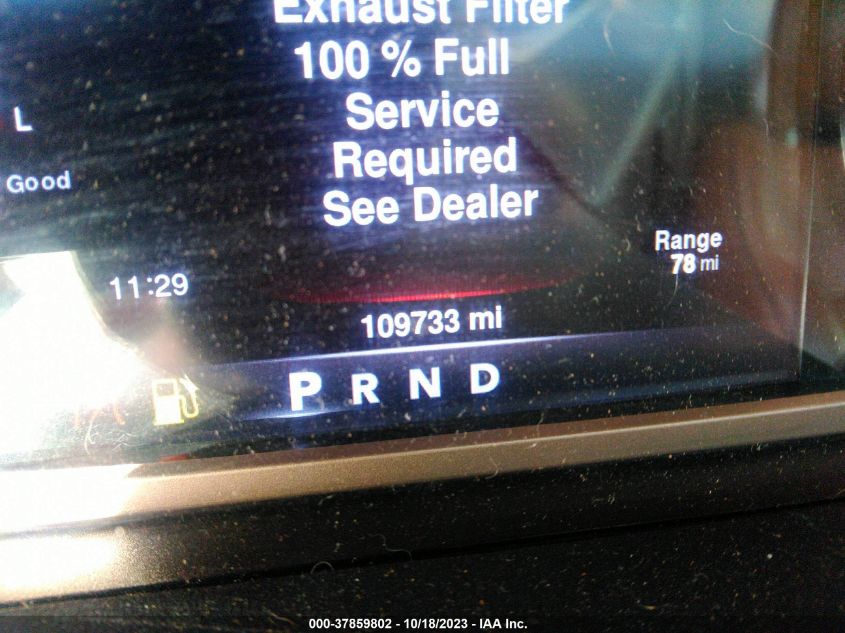 Exhaust Filter
100 % Full
Service
Required
See Dealer
L
Good
Range
78 mi
11:29
109733 mi
P R N D
000-37859802 - 10/18/2023 - IAA Inc.